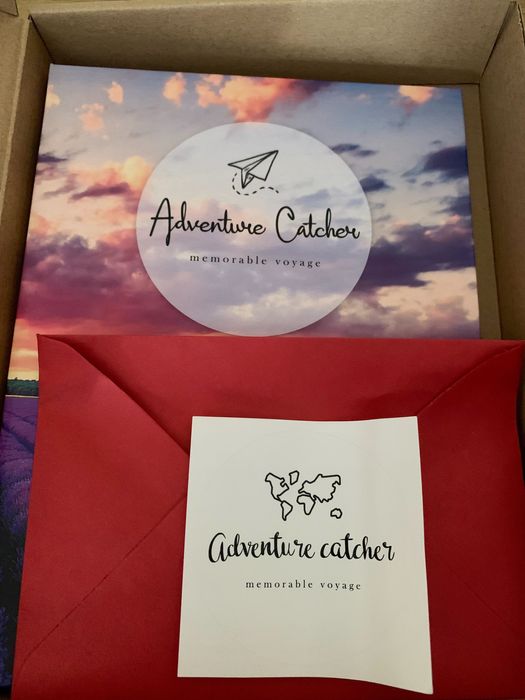 Adventure Catcher
memorable voyage
Adventure catcher
memorable voyage